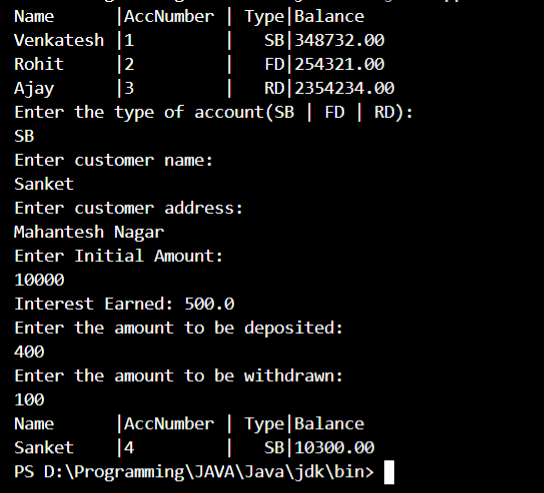 Name      |AccNumber | Type|Balance
Venkatesh |1         |   SB|348732.00
Rohit     |2         |   FD|254321.00
Ajay      |3         |   RD|2354234.00
Enter the type of account(SB | FD | RD):
SB
Enter customer name:
Sanket
Enter customer address:
Mahantesh Nagar
Enter Initial Amount:
10000
Interest Earned: 500.0
Enter the amount to be deposited:
400
Enter the amount to be withdrawn:
100
Name      |AccNumber | Type|Balance
Sanket    |4         |   SB|10300.00
PS D:\Programming\JAVA\Java\jdk\bin>